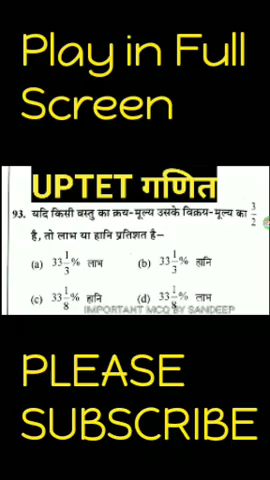 Play in Full
Screen
UPTET गणित
93. यदि किसी वस्तु का क्रय-मूल्य उसके विक्रय-मूल्य का 3/2
है, तो लाभ या हानि प्रतिशत है–
(a) 33 1/3% लाभ (b) 33 1/3% हानि
(c) 33 1/8% हानि (d) 33 1/8% लाभ
IMPORTANT MCQ BY SANDEEP
PLEASE
SUBSCRIBE